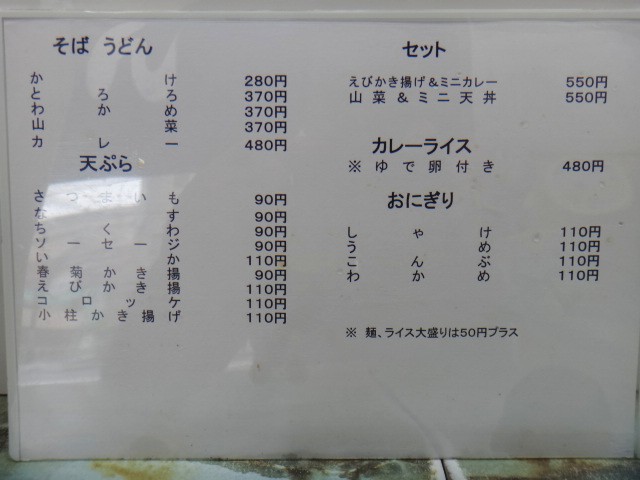 そば うどん
かけ 280円
とろろ 370円
わかめ 370円
山菜 370円
カレー 480円
天ぷら
さつまいも 90円
なす 90円
ちくわ 90円
ソーセージ 90円
いか 110円
春菊かき揚 90円
えびかき揚 110円
コロッケ 110円
小柱かき揚げ 110円
セット
えびかき揚げ&ミニカレー 550円
山菜&ミニ天丼 550円
カレーライス
※ゆで卵付き 480円
おにぎり
しゃけ 110円
うめ 110円
こんぶ 110円
わかめ 110円
※ 麺、ライス大盛りは50円プラス